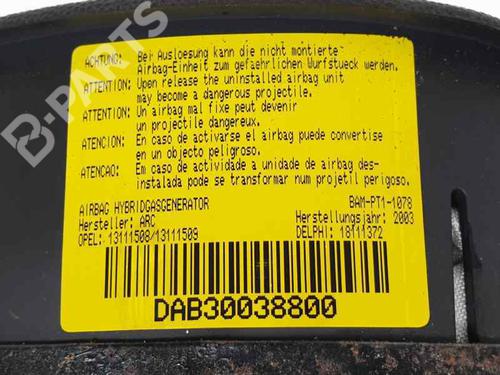 ACHTUNG: Bei Ausloesung kann die nicht montierte
Airbag-Einheit zum gefaehrlichen Wurfstueck werden.
ATTENTION: Upon release the uninstalled airbag unit
may become a dangerous projectile.
ATTENTION: Un airbag mal fixe peut devenir
un projectile dangereux.
ATENCION: En caso de activarse el airbag puede convertise
en un objecto peligroso.
ATENCAO: Em caso de actividade a unidade de airbag des-
instalada pode se transformar num projetil perigoso.
AIRBAG HYBRIDGASGENERATOR BAM-PT1-1078
Hersteller: ARC Herstellungsjahr: 2003
OPEL: 13111508/13111509 DELPHI: 18111372
DAB30038800
B-PARTS